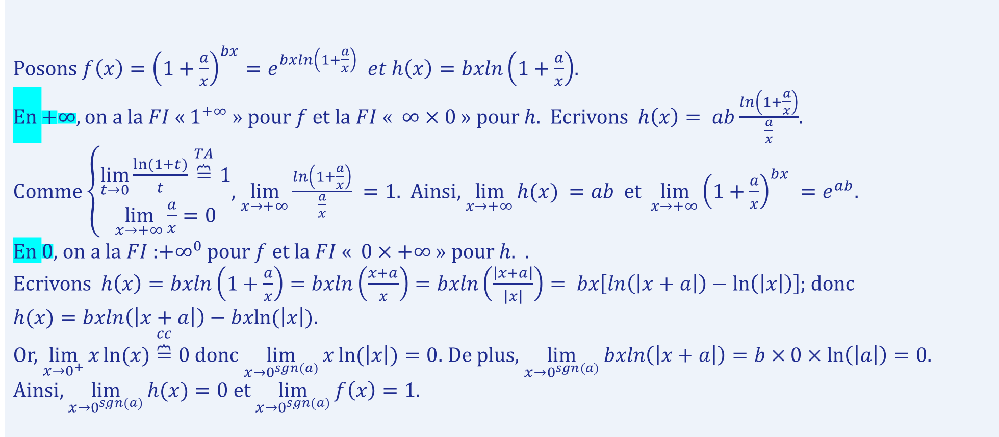 Posons $f(x) = \left(1 + \frac{a}{x}\right)^{bx} = e^{bxln\left(1+\frac{a}{x}\right)}$ et $h(x) = bxln\left(1 + \frac{a}{x}\right)$.
En $+\infty$, on a la $FI$ « $1^{+\infty}$ » pour $f$ et la $FI$ « $\infty \times 0$ » pour $h$. Ecrivons $h(x) = ab\frac{ln\left(1+\frac{a}{x}\right)}{\frac{a}{x}}$.
Comme $\begin{cases} \lim\limits_{t \to 0} \frac{\ln(1+t)}{t} \overset{TA}{\overbrace{=}} 1 \\ \lim\limits_{x \to +\infty} \frac{a}{x} = 0 \end{cases}$, $\lim\limits_{x \to +\infty} \frac{ln\left(1+\frac{a}{x}\right)}{\frac{a}{x}} = 1$. Ainsi, $\lim\limits_{x \to +\infty} h(x) = ab$ et $\lim\limits_{x \to +\infty} \left(1 + \frac{a}{x}\right)^{bx} = e^{ab}$.
En 0, on a la $FI$ :$+\infty^0$ pour $f$ et la $FI$ « $0 \times +\infty$ » pour $h$. .
Ecrivons $h(x) = bxln\left(1 + \frac{a}{x}\right) = bxln\left(\frac{x+a}{x}\right) = bxln\left(\frac{|x+a|}{|x|}\right) = bx[ln(|x + a|) - \ln(|x|)]$; donc
$h(x) = bxln(|x + a|) - bx\ln(|x|)$.
Or, $\lim\limits_{x \to 0^+} x \ln(x) \overset{cc}{\overbrace{=}} 0$ donc $\lim\limits_{x \to 0^{sgn(a)}} x \ln(|x|) = 0$. De plus, $\lim\limits_{x \to 0^{sgn(a)}} bxln(|x + a|) = b \times 0 \times \ln(|a|) = 0$.
Ainsi, $\lim\limits_{x \to 0^{sgn(a)}} h(x) = 0$ et $\lim\limits_{x \to 0^{sgn(a)}} f(x) = 1$.